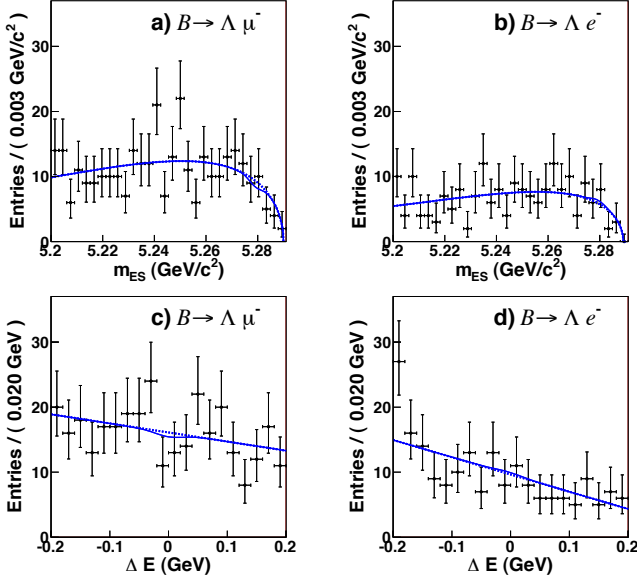 a) B→ Λ μ⁻
Entries / ( 0.003 GeV/c² )
30
20
10
0
5.2 5.22 5.24 5.26 5.28
m_ES (GeV/c²)
b) B→ Λ e⁻
Entries / ( 0.003 GeV/c² )
30
20
10
0
5.2 5.22 5.24 5.26 5.28
m_ES (GeV/c²)
c) B→ Λ μ⁻
Entries / ( 0.020 GeV )
30
20
10
0
-0.2 -0.1 0 0.1 0.2
Δ E (GeV)
d) B→ Λ e⁻
Entries / ( 0.020 GeV )
30
20
10
0
-0.2 -0.1 0 0.1 0.2
Δ E (GeV)